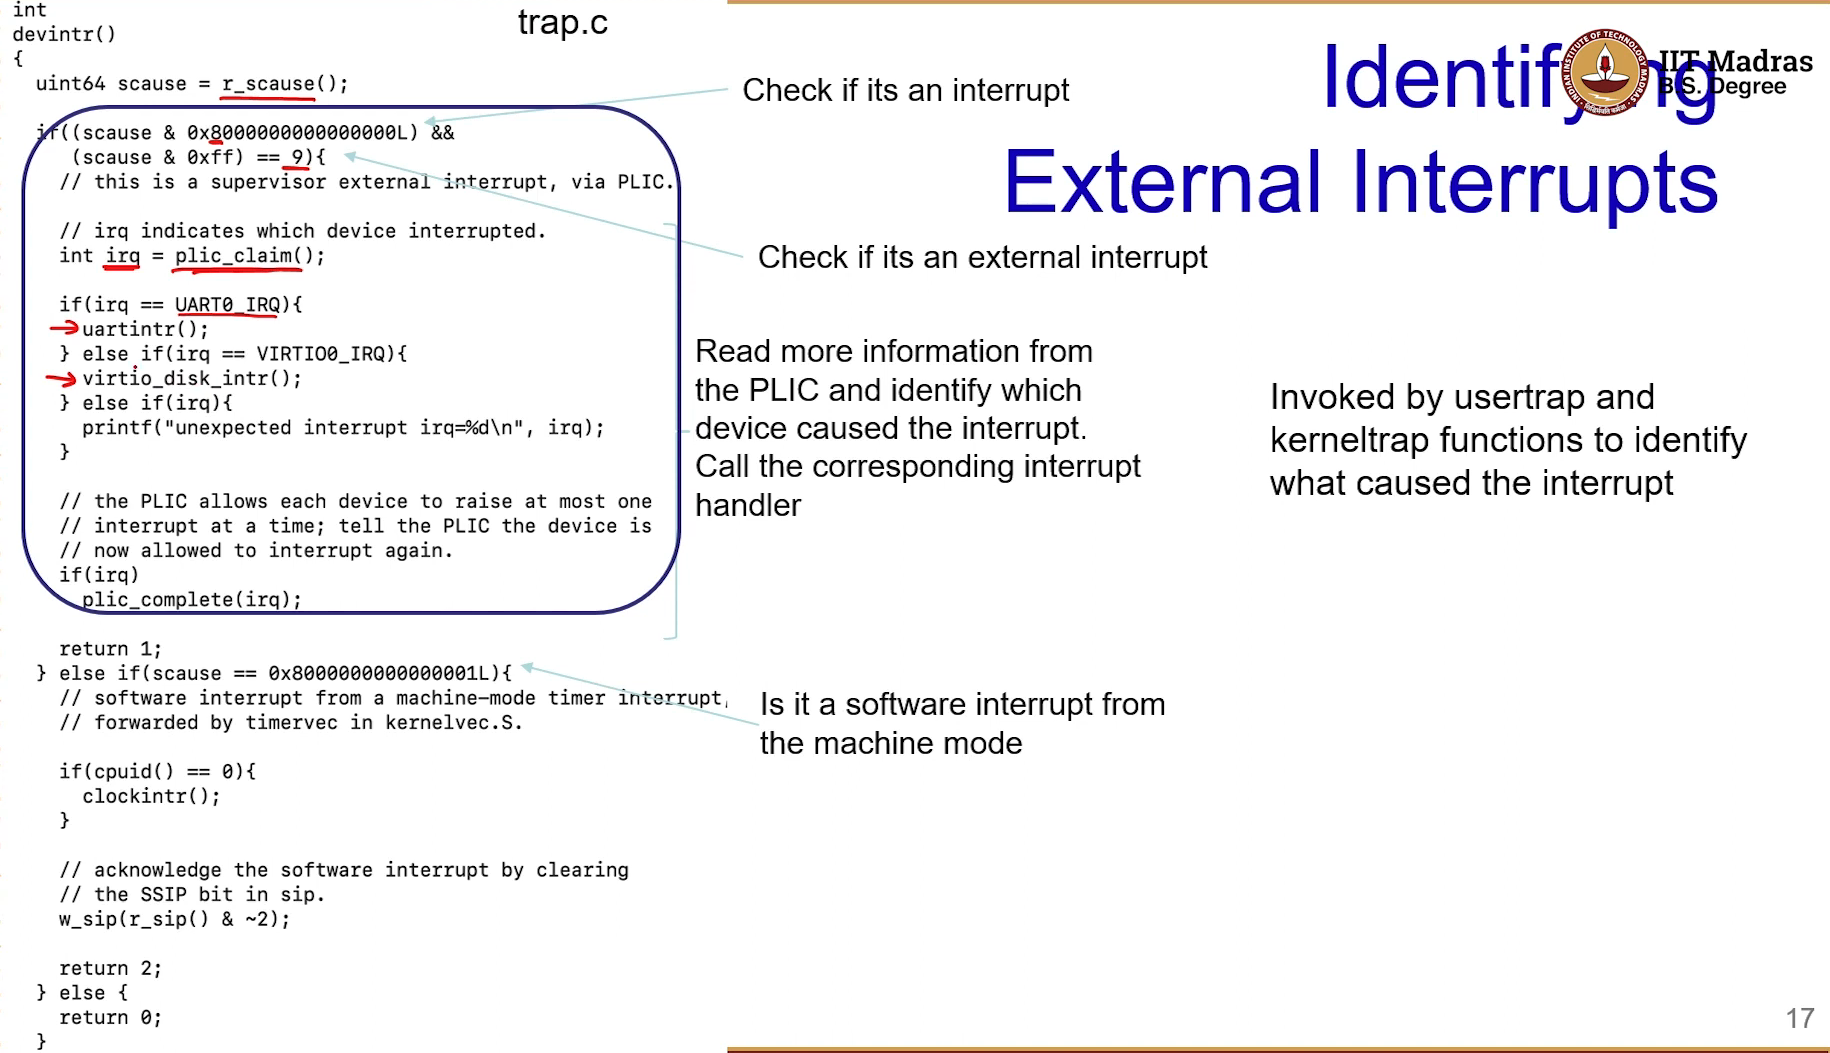 int
devintr()
{
uint64 scause = r_scause();
if((scause & 0x8000000000000000L) &&
(scause & 0xff) == 9){
// this is a supervisor external interrupt, via PLIC.
// irq indicates which device interrupted.
int irq = plic_claim();
if(irq == UART0_IRQ){
uartintr();
} else if(irq == VIRTIO0_IRQ){
virtio_disk_intr();
} else if(irq){
printf("unexpected interrupt irq=%d\n", irq);
}
// the PLIC allows each device to raise at most one
// interrupt at a time; tell the PLIC the device is
// now allowed to interrupt again.
if(irq)
plic_complete(irq);
return 1;
} else if(scause == 0x8000000000000001L){
// software interrupt from a machine-mode timer interrupt,
// forwarded by timervec in kernelvec.S.
if(cpuid() == 0){
clockintr();
}
// acknowledge the software interrupt by clearing
// the SSIP bit in sip.
w_sip(r_sip() & ~2);
return 2;
} else {
return 0;
}
trap.c
Identifying
External Interrupts
IIT Madras
B.S. Degree
Check if its an interrupt
Check if its an external interrupt
Read more information from
the PLIC and identify which
device caused the interrupt.
Call the corresponding interrupt
handler
Invoked by usertrap and
kerneltrap functions to identify
what caused the interrupt
Is it a software interrupt from
the machine mode
17